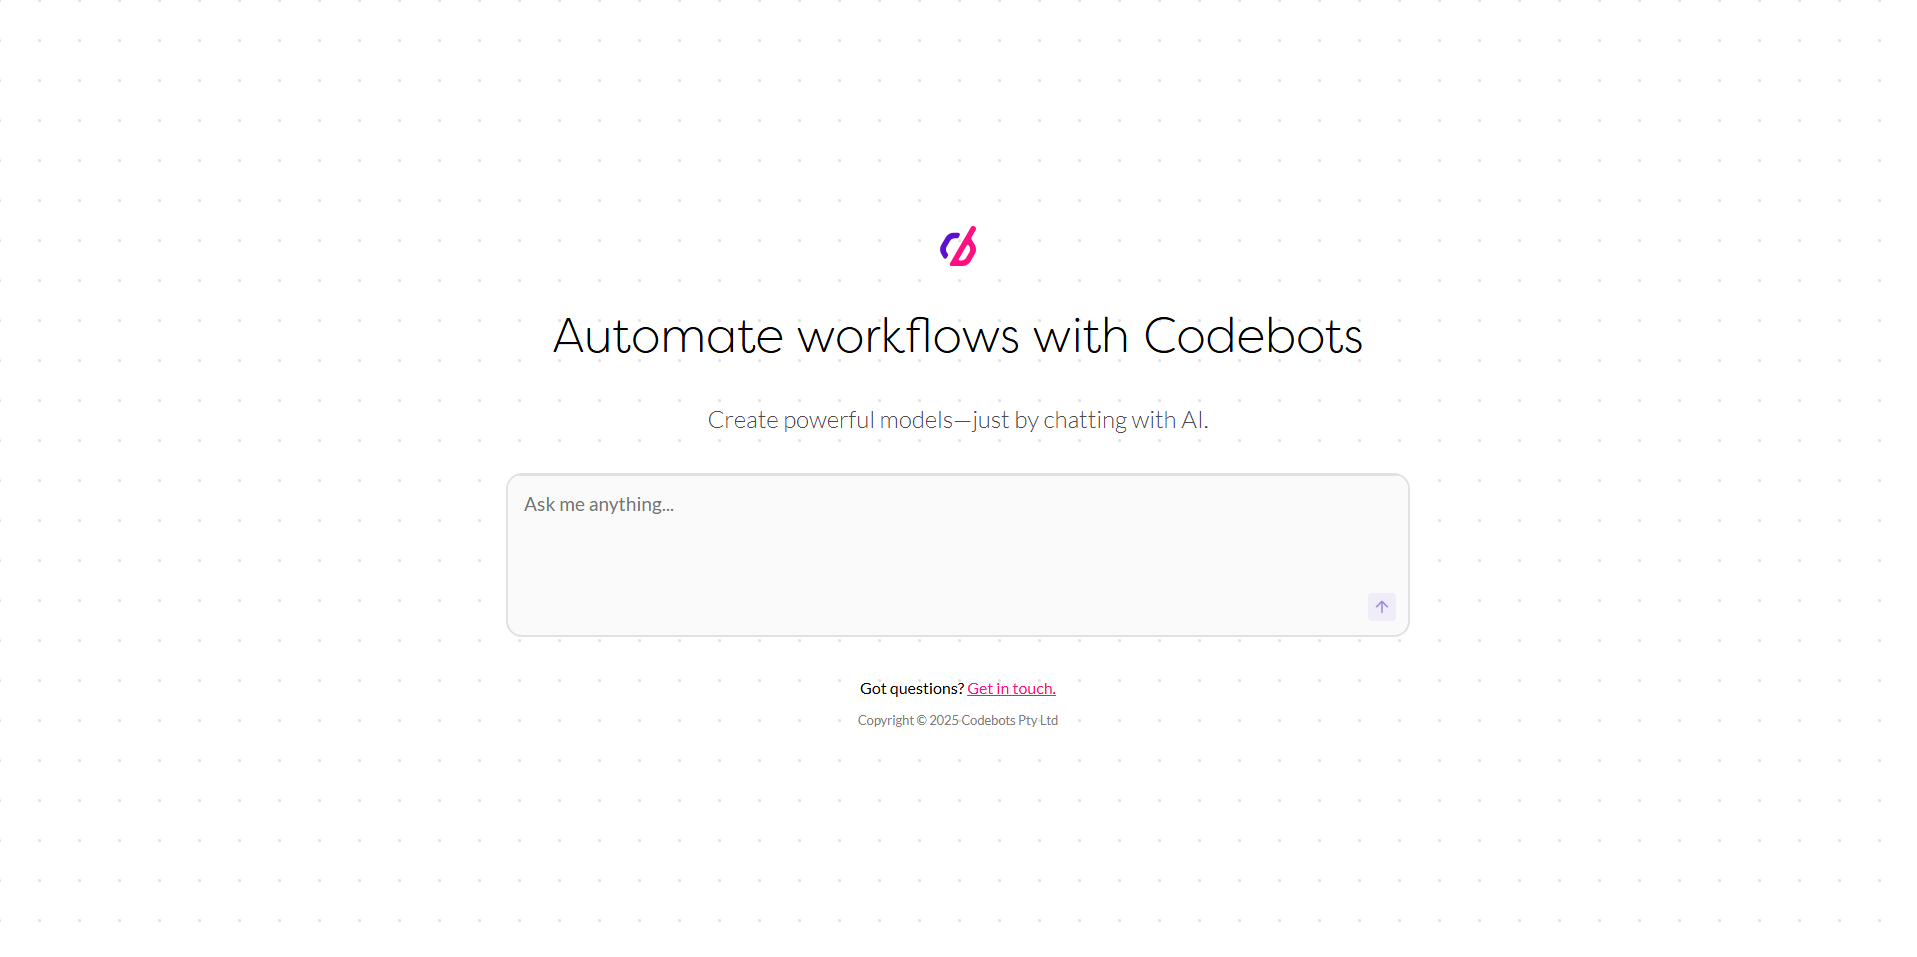 Automate workflows with Codebots
Create powerful models—just by chatting with AI.
Ask me anything...
Got questions? Get in touch.
Copyright © 2025 Codebots Pty Ltd